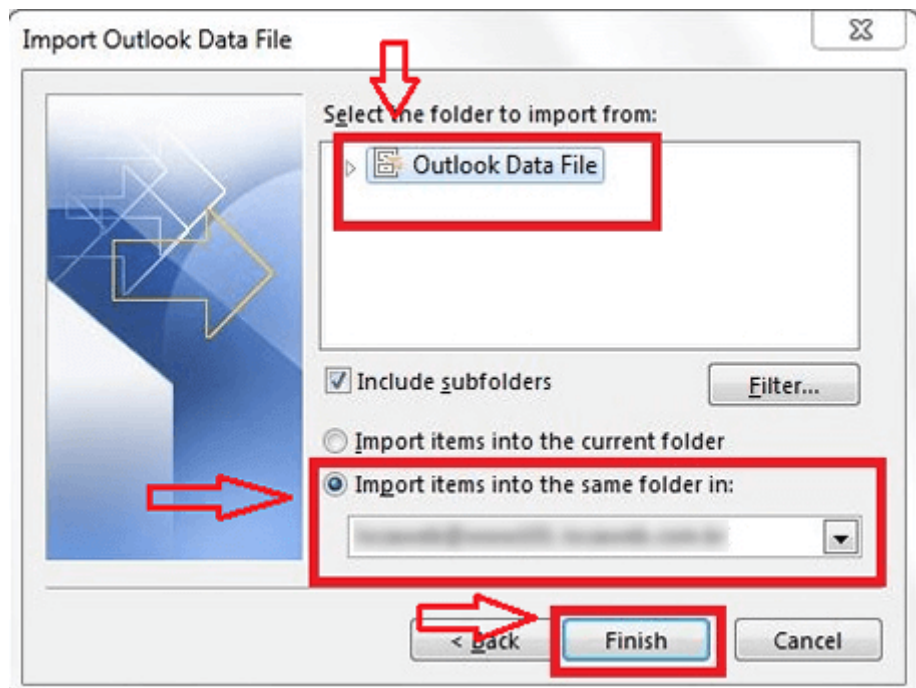 Import Outlook Data File
Select the folder to import from:
Outlook Data File
Include subfolders
Filter...
Import items into the current folder
Import items into the same folder in:
< Back
Finish
Cancel